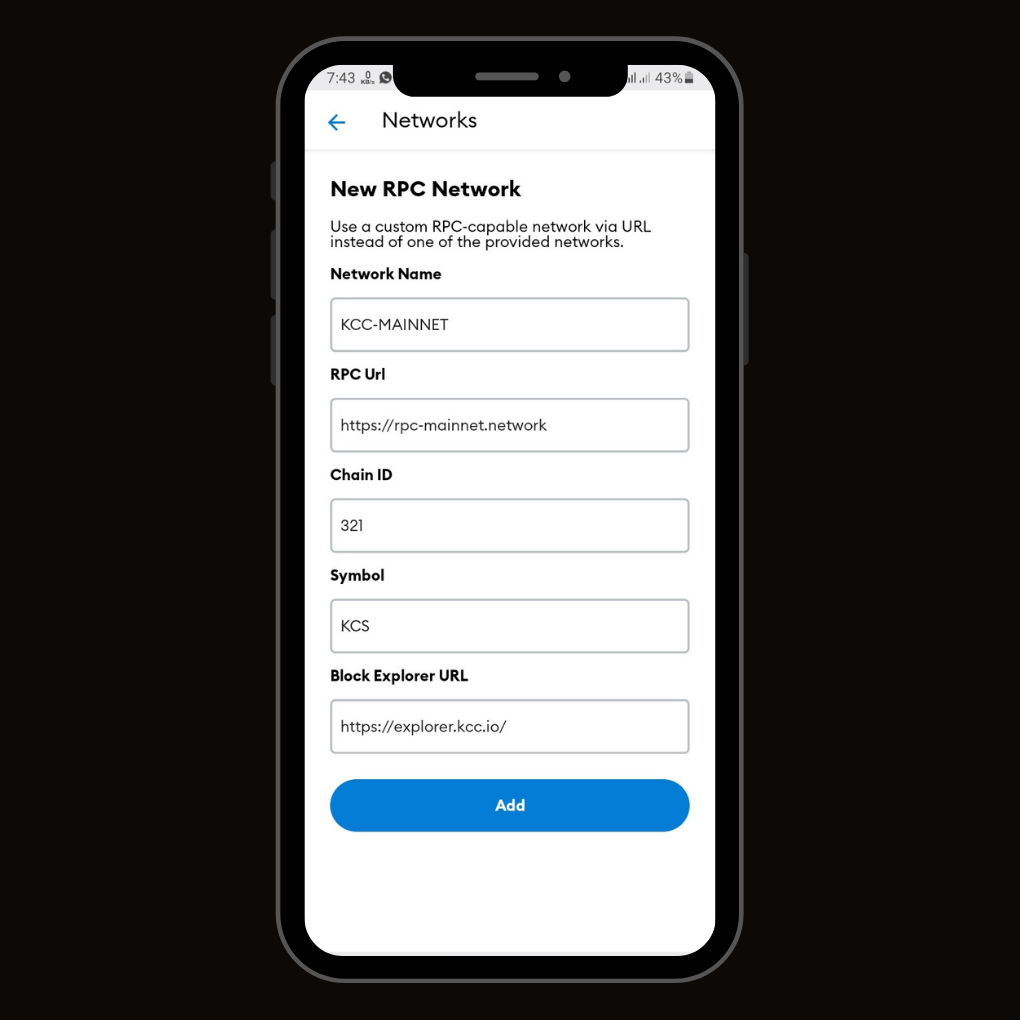 7:43 0 KB/s 43%
Networks
New RPC Network
Use a custom RPC-capable network via URL
instead of one of the provided networks.
Network Name
KCC-MAINNET
RPC Url
https://rpc-mainnet.network
Chain ID
321
Symbol
KCS
Block Explorer URL
https://explorer.kcc.io/
Add